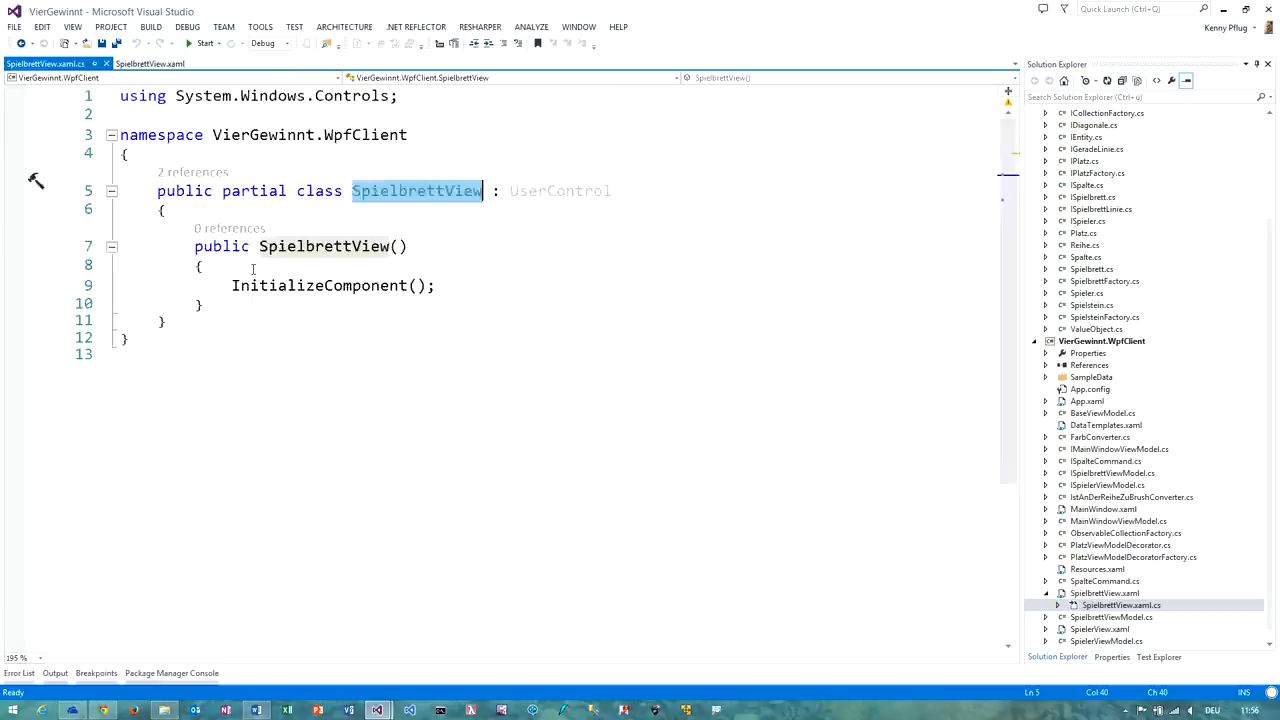 VierGewinnt - Microsoft Visual Studio
Quick Launch (Ctrl+Q)
FILE EDIT VIEW PROJECT BUILD DEBUG TEAM TOOLS TEST ARCHITECTURE .NET REFLECTOR RESHARPER ANALYZE WINDOW HELP
Kenny Pflug
Start Debug
SpielbrettView.xaml.cs SpielbrettView.xaml
VierGewinnt.WpfClient VierGewinnt.WpfClient.SpielbrettView SpielbrettView()
1 using System.Windows.Controls;
2
3 namespace VierGewinnt.WpfClient
4 {
2 references
5 public partial class SpielbrettView : UserControl
6 {
0 references
7 public SpielbrettView()
8 {
9 InitializeComponent();
10 }
11 }
12 }
13
195 %
Solution Explorer
Search Solution Explorer (Ctrl+ü)
ICollectionFactory.cs
IDiagonale.cs
IEntity.cs
IGeradeLinie.cs
IPlatz.cs
IPlatzFactory.cs
ISpalte.cs
ISpielbrett.cs
ISpielbrettLinie.cs
ISpieler.cs
Platz.cs
Reihe.cs
Spalte.cs
Spielbrett.cs
SpielbrettFactory.cs
Spieler.cs
Spielstein.cs
SpielsteinFactory.cs
ValueObject.cs
VierGewinnt.WpfClient
Properties
References
SampleData
App.config
App.xaml
BaseViewModel.cs
DataTemplates.xaml
FarbConverter.cs
IMainWindowViewModel.cs
ISpalteCommand.cs
ISpielbrettViewModel.cs
ISpielerViewModel.cs
IstAnDerReiheZuBrushConverter.cs
MainWindow.xaml
MainWindowViewModel.cs
ObservableCollectionFactory.cs
PlatzViewModelDecorator.cs
PlatzViewModelDecoratorFactory.cs
Resources.xaml
SpalteCommand.cs
SpielbrettView.xaml
SpielbrettView.xaml.cs
SpielbrettViewModel.cs
SpielerView.xaml
SpielerViewModel.cs
Solution Explorer Properties Test Explorer
Error List Output Breakpoints Package Manager Console
Ready Ln 5 Col 40 Ch 40 INS
DEU 11:56